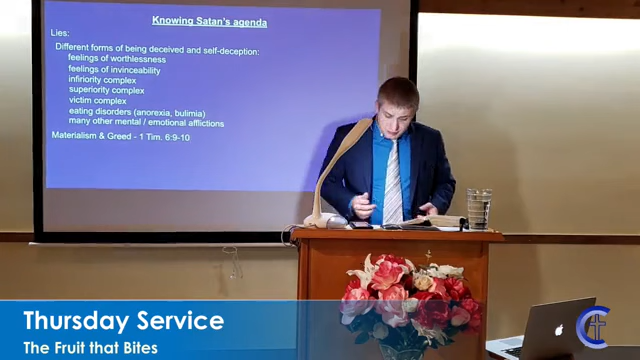 Knowing Satan's agenda
Lies:
Different forms of being deceived and self-deception:
feelings of worthlessness
feelings of invinceability
infiriority complex
superiority complex
victim complex
eating disorders (anorexia, bulimia)
many other mental / emotional afflictions
Materialism & Greed - 1 Tim. 6:9-10
Thursday Service
The Fruit that Bites